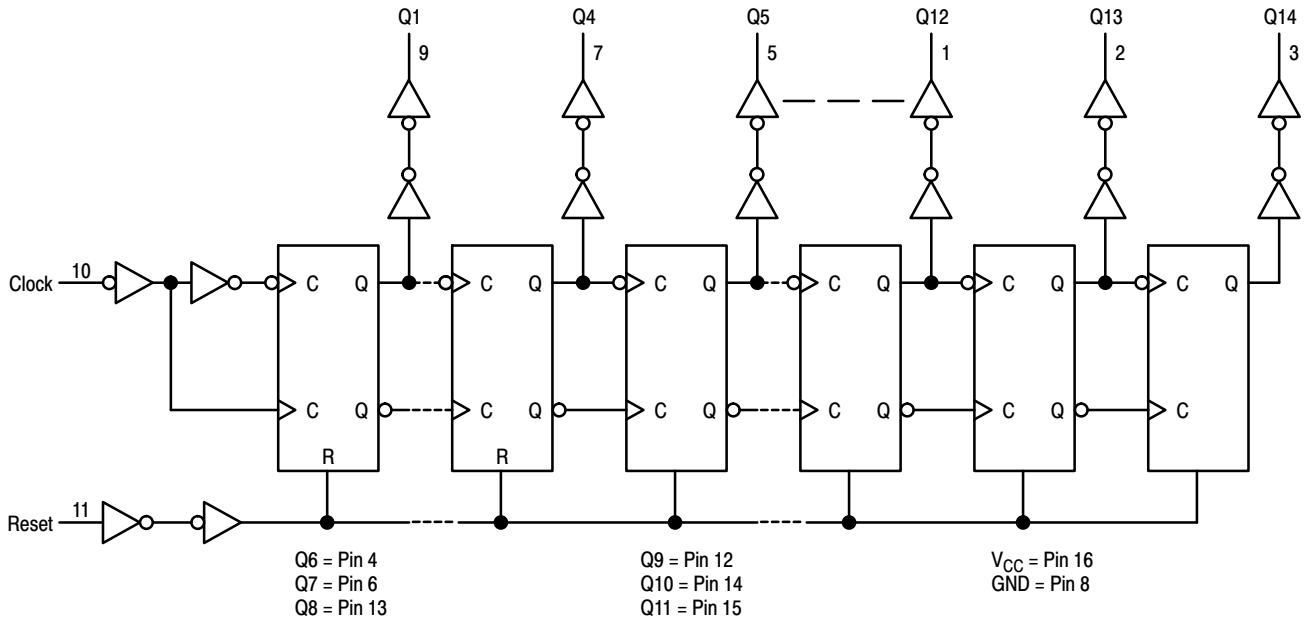 Q1 Q4 Q5 Q12 Q13 Q14
9 7 5 1 2 3
Clock 10 C Q C Q C Q C Q C Q C Q
C Q C Q C Q C Q C Q C
R R
Reset 11
Q6 = Pin 4
Q7 = Pin 6
Q8 = Pin 13
Q9 = Pin 12
Q10 = Pin 14
Q11 = Pin 15
VCC = Pin 16
GND = Pin 8